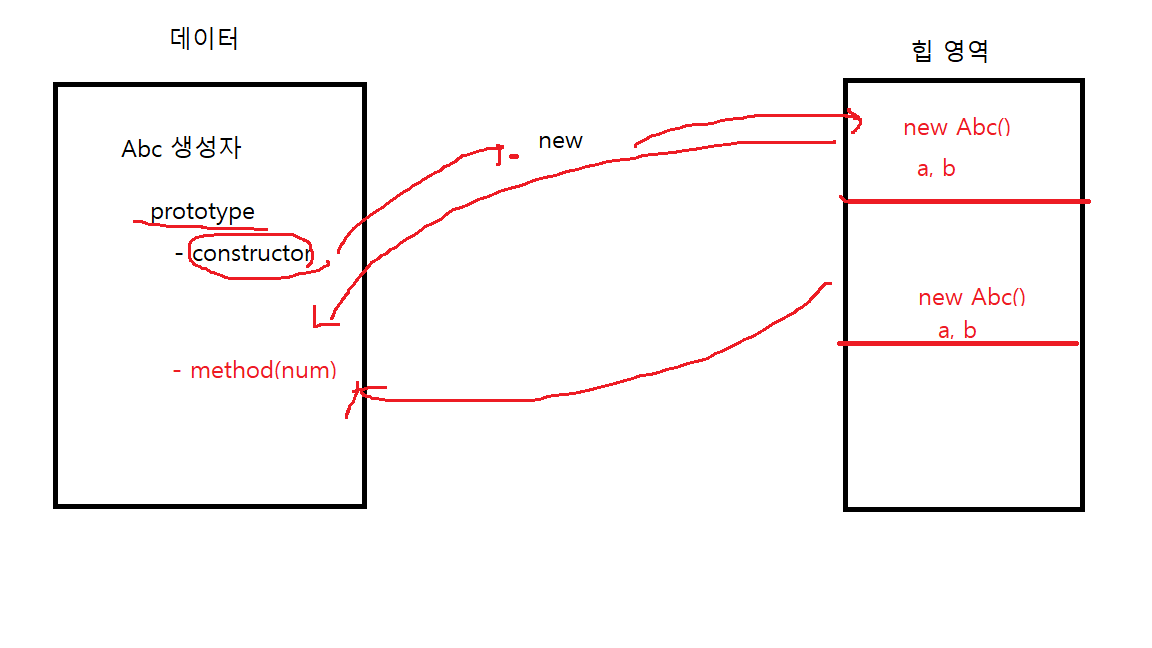 데이터
힙 영역
Abc 생성자
prototype
- constructor
- method(num)
new
new Abc()
a, b
new Abc()
a, b